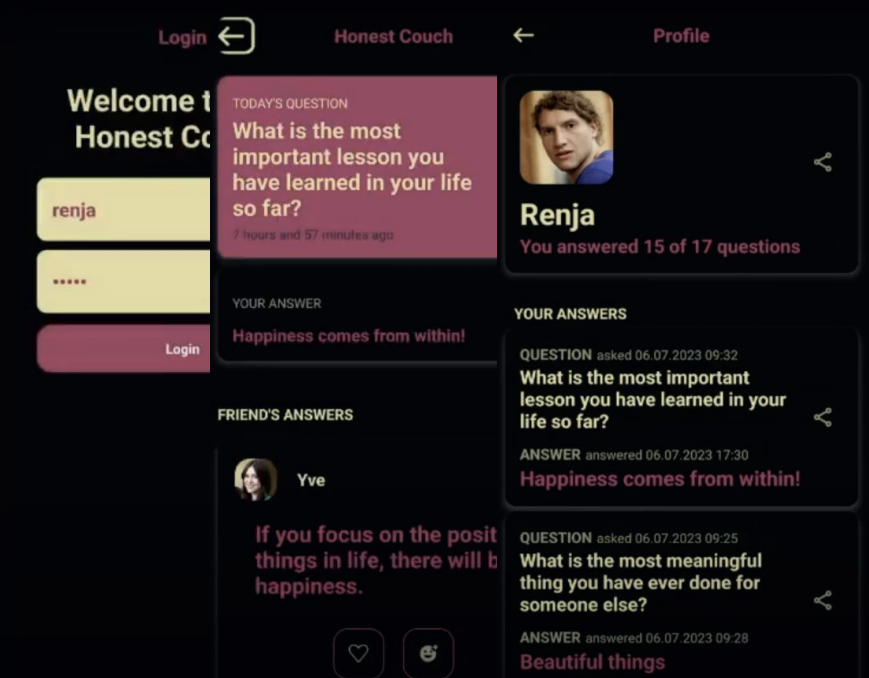 Login
Welcome t
Honest Co
renja
•••••
Login
Honest Couch
TODAY'S QUESTION
What is the most
important lesson you
have learned in your life
so far?
7 hours and 57 minutes ago
YOUR ANSWER
Happiness comes from within!
FRIEND'S ANSWERS
Yve
If you focus on the posit
things in life, there will b
happiness.
Profile
Renja
You answered 15 of 17 questions
YOUR ANSWERS
QUESTION asked 06.07.2023 09:32
What is the most important
lesson you have learned in your
life so far?
ANSWER answered 06.07.2023 17:30
Happiness comes from within!
QUESTION asked 06.07.2023 09:25
What is the most meaningful
thing you have ever done for
someone else?
ANSWER answered 06.07.2023 09:28
Beautiful things